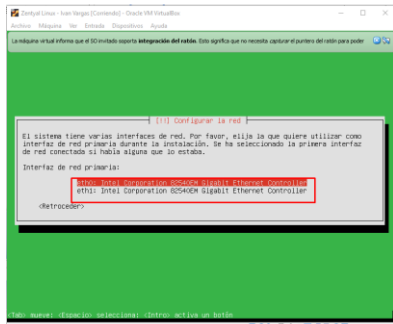 Zentyal Linux - Ivan Vargas [Corriendo] - Oracle VM VirtualBox
Archivo Máquina Ver Entrada Dispositivos Ayuda
La máquina virtual informa que el SO invitado soporta integración del ratón. Esto significa que no necesita capturar el puntero del ratón para poder
[!!] Configurar la red
El sistema tiene varias interfaces de red. Por favor, elija la que quiere utilizar como
interfaz de red primaria durante la instalación. Se ha seleccionado la primera interfaz
de red conectada si había alguna que lo estaba.
Interfaz de red primaria:
eth0: Intel Corporation 82540EM Gigabit Ethernet Controller
eth1: Intel Corporation 82540EM Gigabit Ethernet Controller
<Retroceder>
<Tab> mueve; <Espacio> selecciona; <Intro> activa un botón